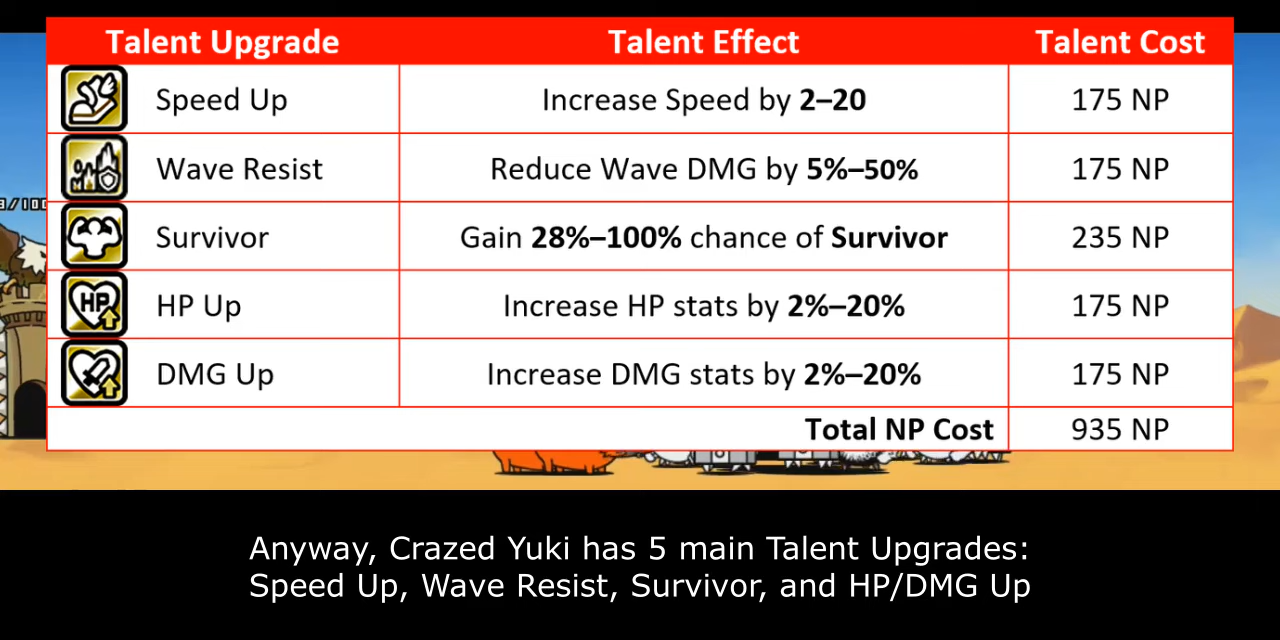 Talent Upgrade Talent Effect Talent Cost
Speed Up Increase Speed by 2–20 175 NP
Wave Resist Reduce Wave DMG by 5%–50% 175 NP
Survivor Gain 28%–100% chance of Survivor 235 NP
HP HP Up Increase HP stats by 2%–20% 175 NP
DMG Up Increase DMG stats by 2%–20% 175 NP
Total NP Cost 935 NP
Anyway, Crazed Yuki has 5 main Talent Upgrades:
Speed Up, Wave Resist, Survivor, and HP/DMG Up